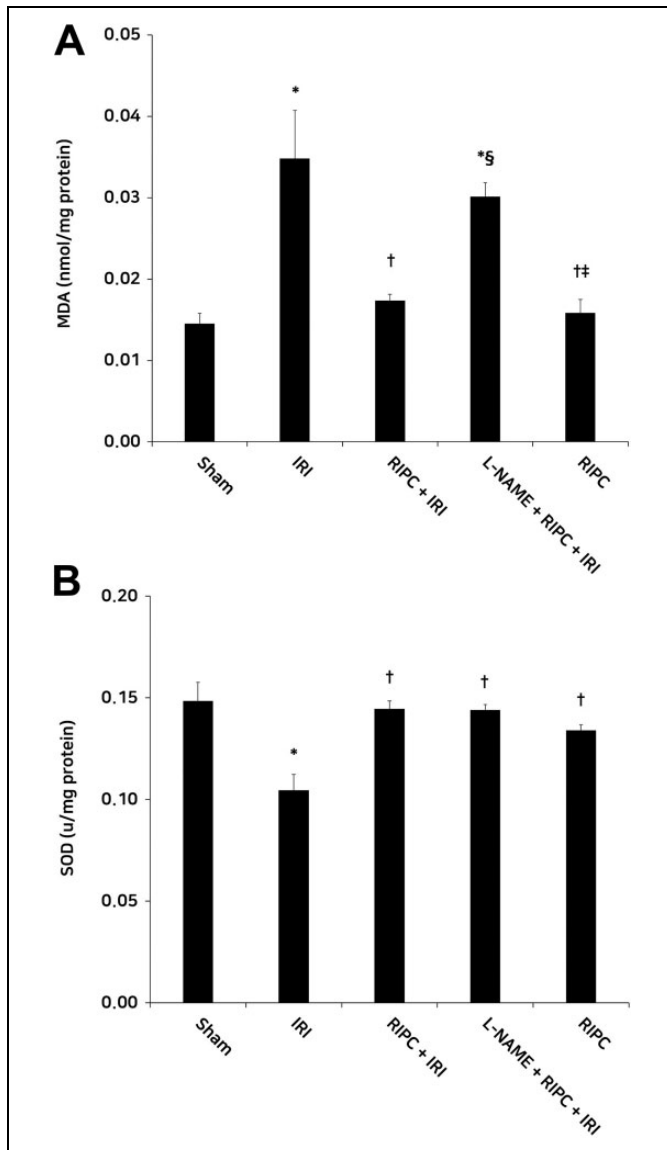 A
MDA (nmol/mg protein)
0.05
0.04
0.03
0.02
0.01
0.00
*
†
*§
†‡
Sham
IRI
RIPC + IRI
L-NAME + RIPC + IRI
RIPC
B
SOD (u/mg protein)
0.20
0.15
0.10
0.05
0.00
*
†
†
†
Sham
IRI
RIPC + IRI
L-NAME + RIPC + IRI
RIPC